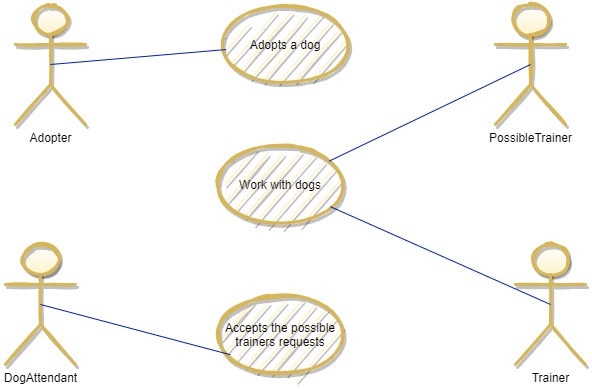 Adopts a dog
Adopter
PossibleTrainer
Work with dogs
Accepts the possible
trainers requests
DogAttendant
Trainer